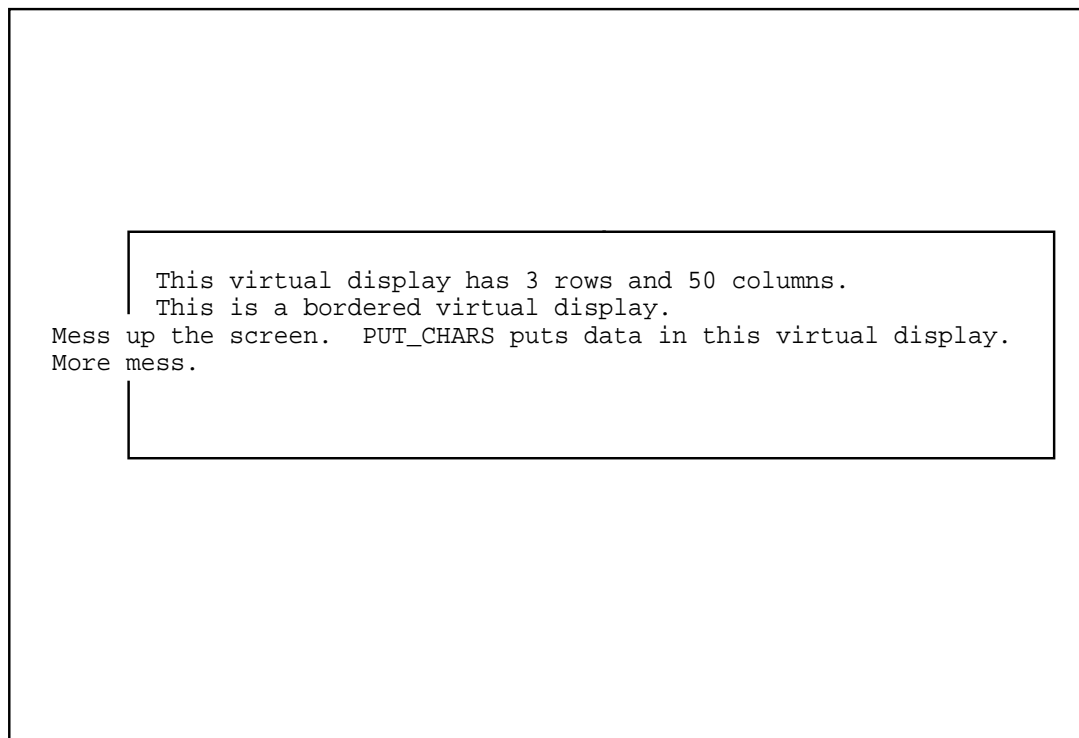 This virtual display has 3 rows and 50 columns.
This is a bordered virtual display.
Mess up the screen.  PUT_CHARS puts data in this virtual display.
More mess.